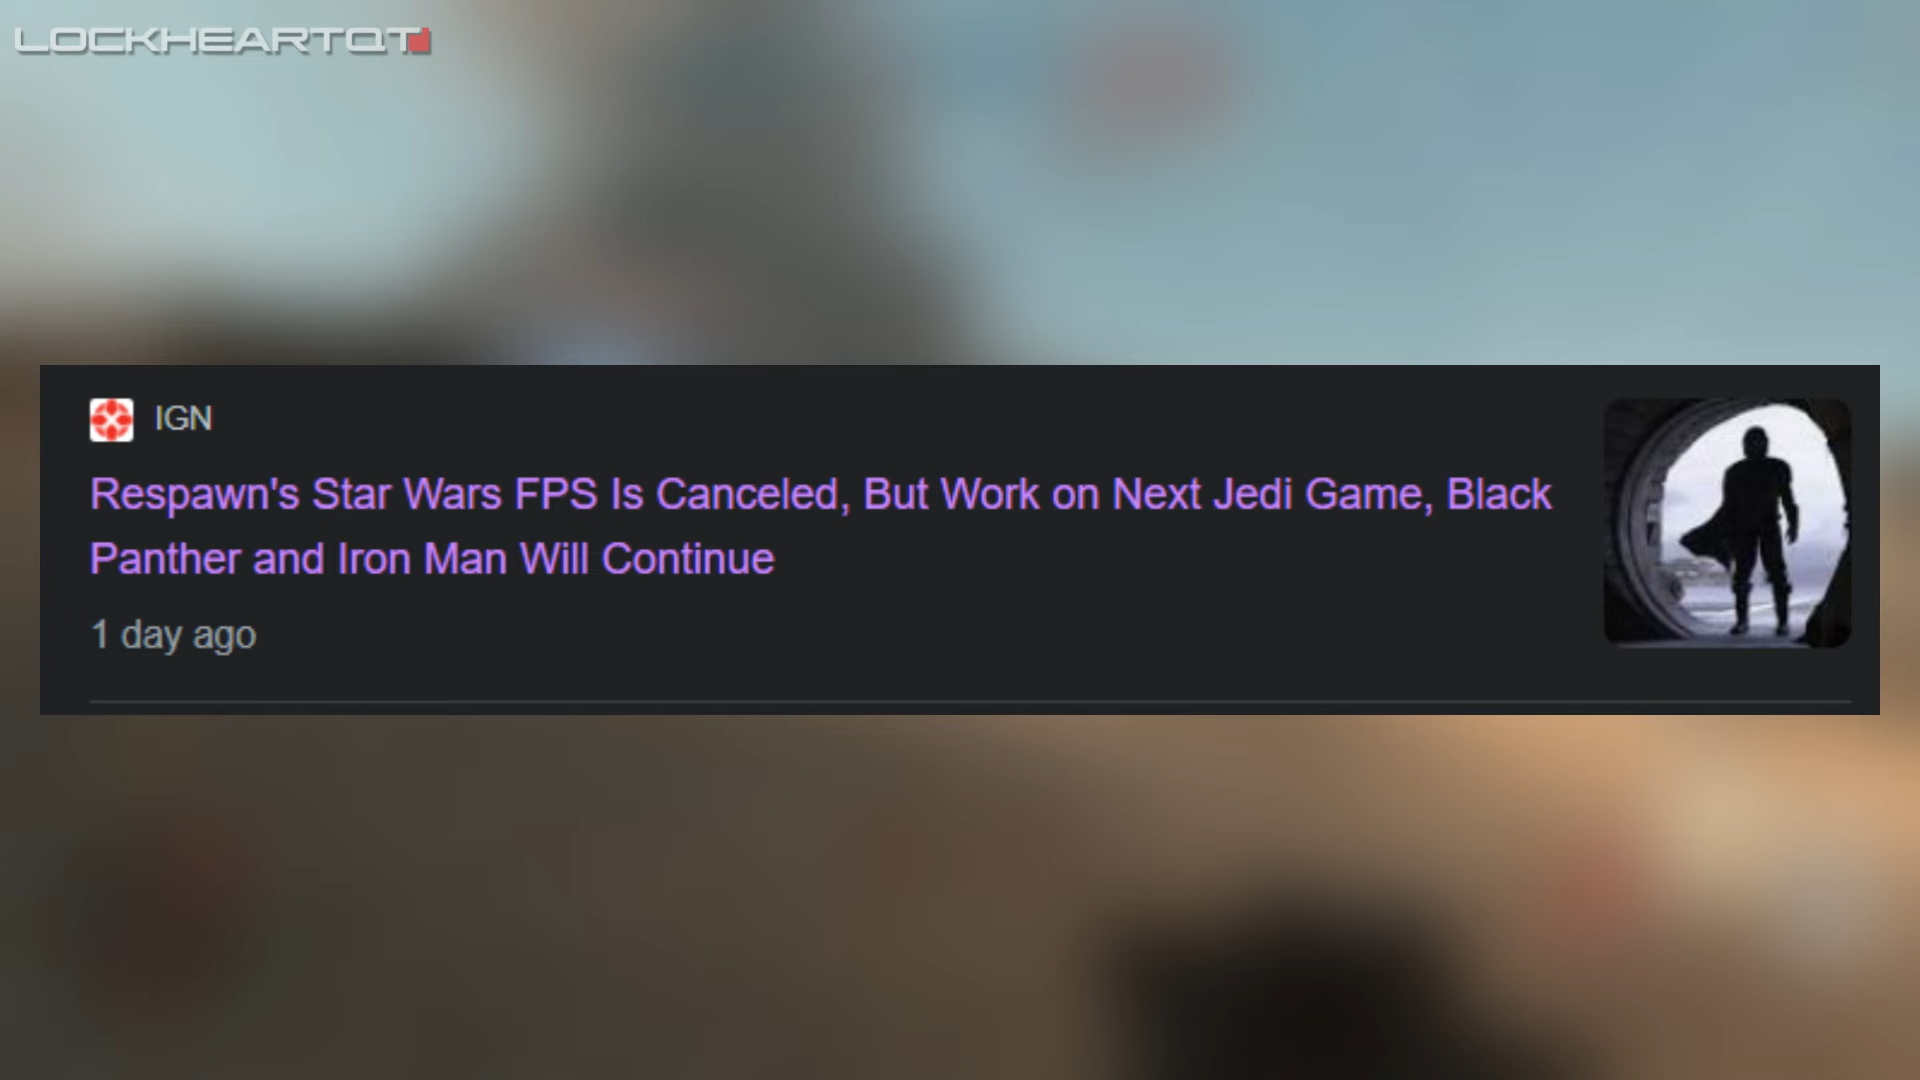 LOCKHEARTQT
IGN
Respawn's Star Wars FPS Is Canceled, But Work on Next Jedi Game, Black
Panther and Iron Man Will Continue
1 day ago